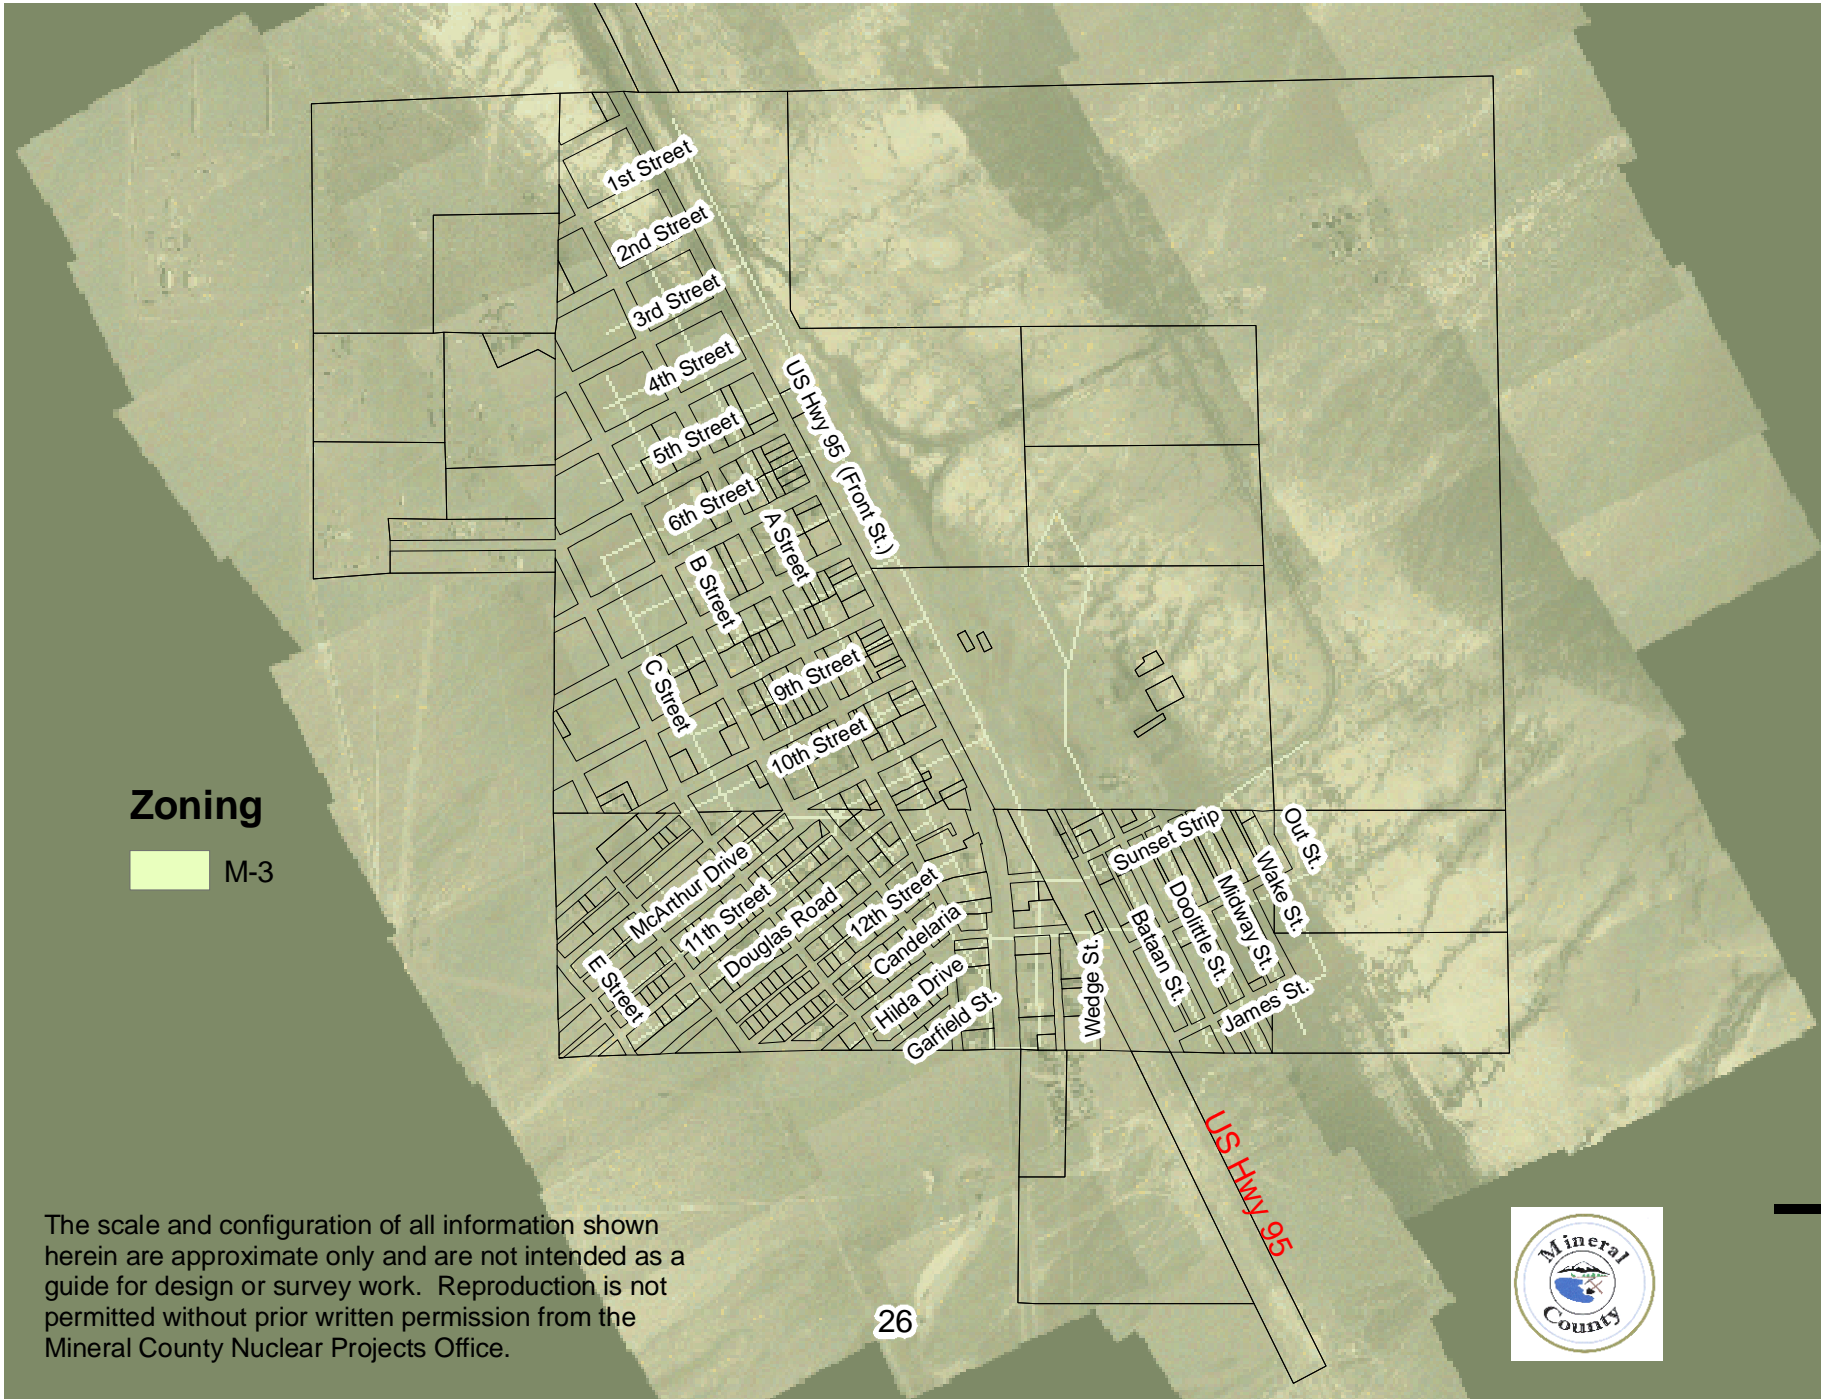 1st Street
2nd Street
3rd Street
4th Street
5th Street
6th Street
US Hwy 95 (Front St.)
A Street
B Street
C Street
9th Street
10th Street
Zoning
M-3
McArthur Drive
11th Street
Douglas Road
12th Street
Candelaria
Hilda Drive
Garfield St.
E Street
Sunset Strip
Out St.
Wake St.
Midway St.
Doolittle St.
Bataan St.
Wedge St.
James St.
US Hwy 95
The scale and configuration of all information shown
herein are approximate only and are not intended as a
guide for design or survey work.  Reproduction is not
permitted without prior written permission from the
Mineral County Nuclear Projects Office.
26
Mineral
County